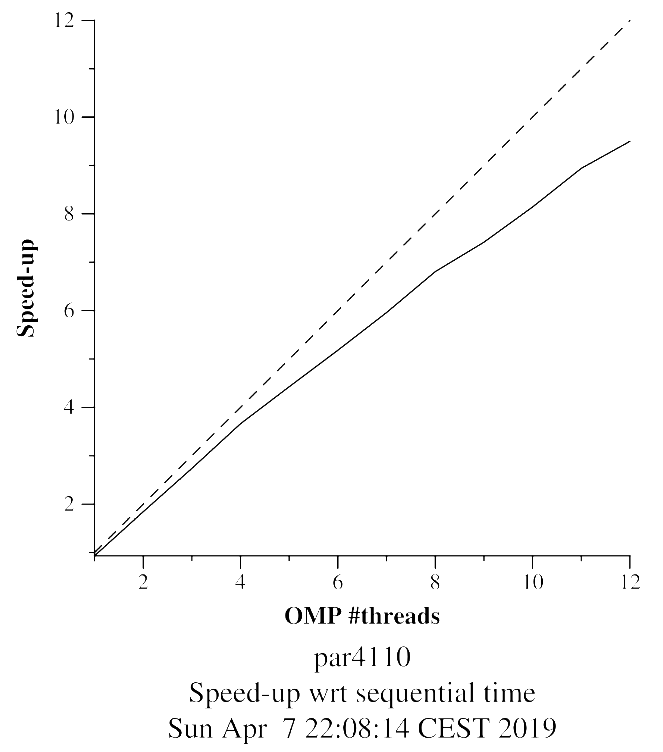 12
10
8
6
4
2
Speed-up
2 4 6 8 10 12
OMP #threads
par4110
Speed-up wrt sequential time
Sun Apr  7 22:08:14 CEST 2019